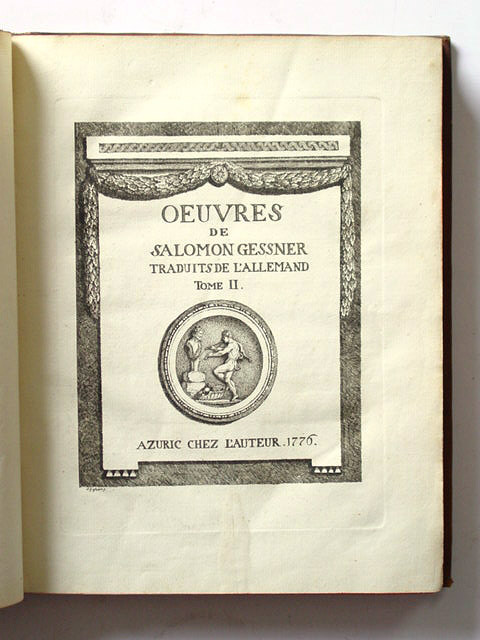 OEUVRES
DE
SALOMON GESSNER
TRADUITS DE L'ALLEMAND
TOME II.
AZURIC CHEZ L'AUTEUR. 1776.